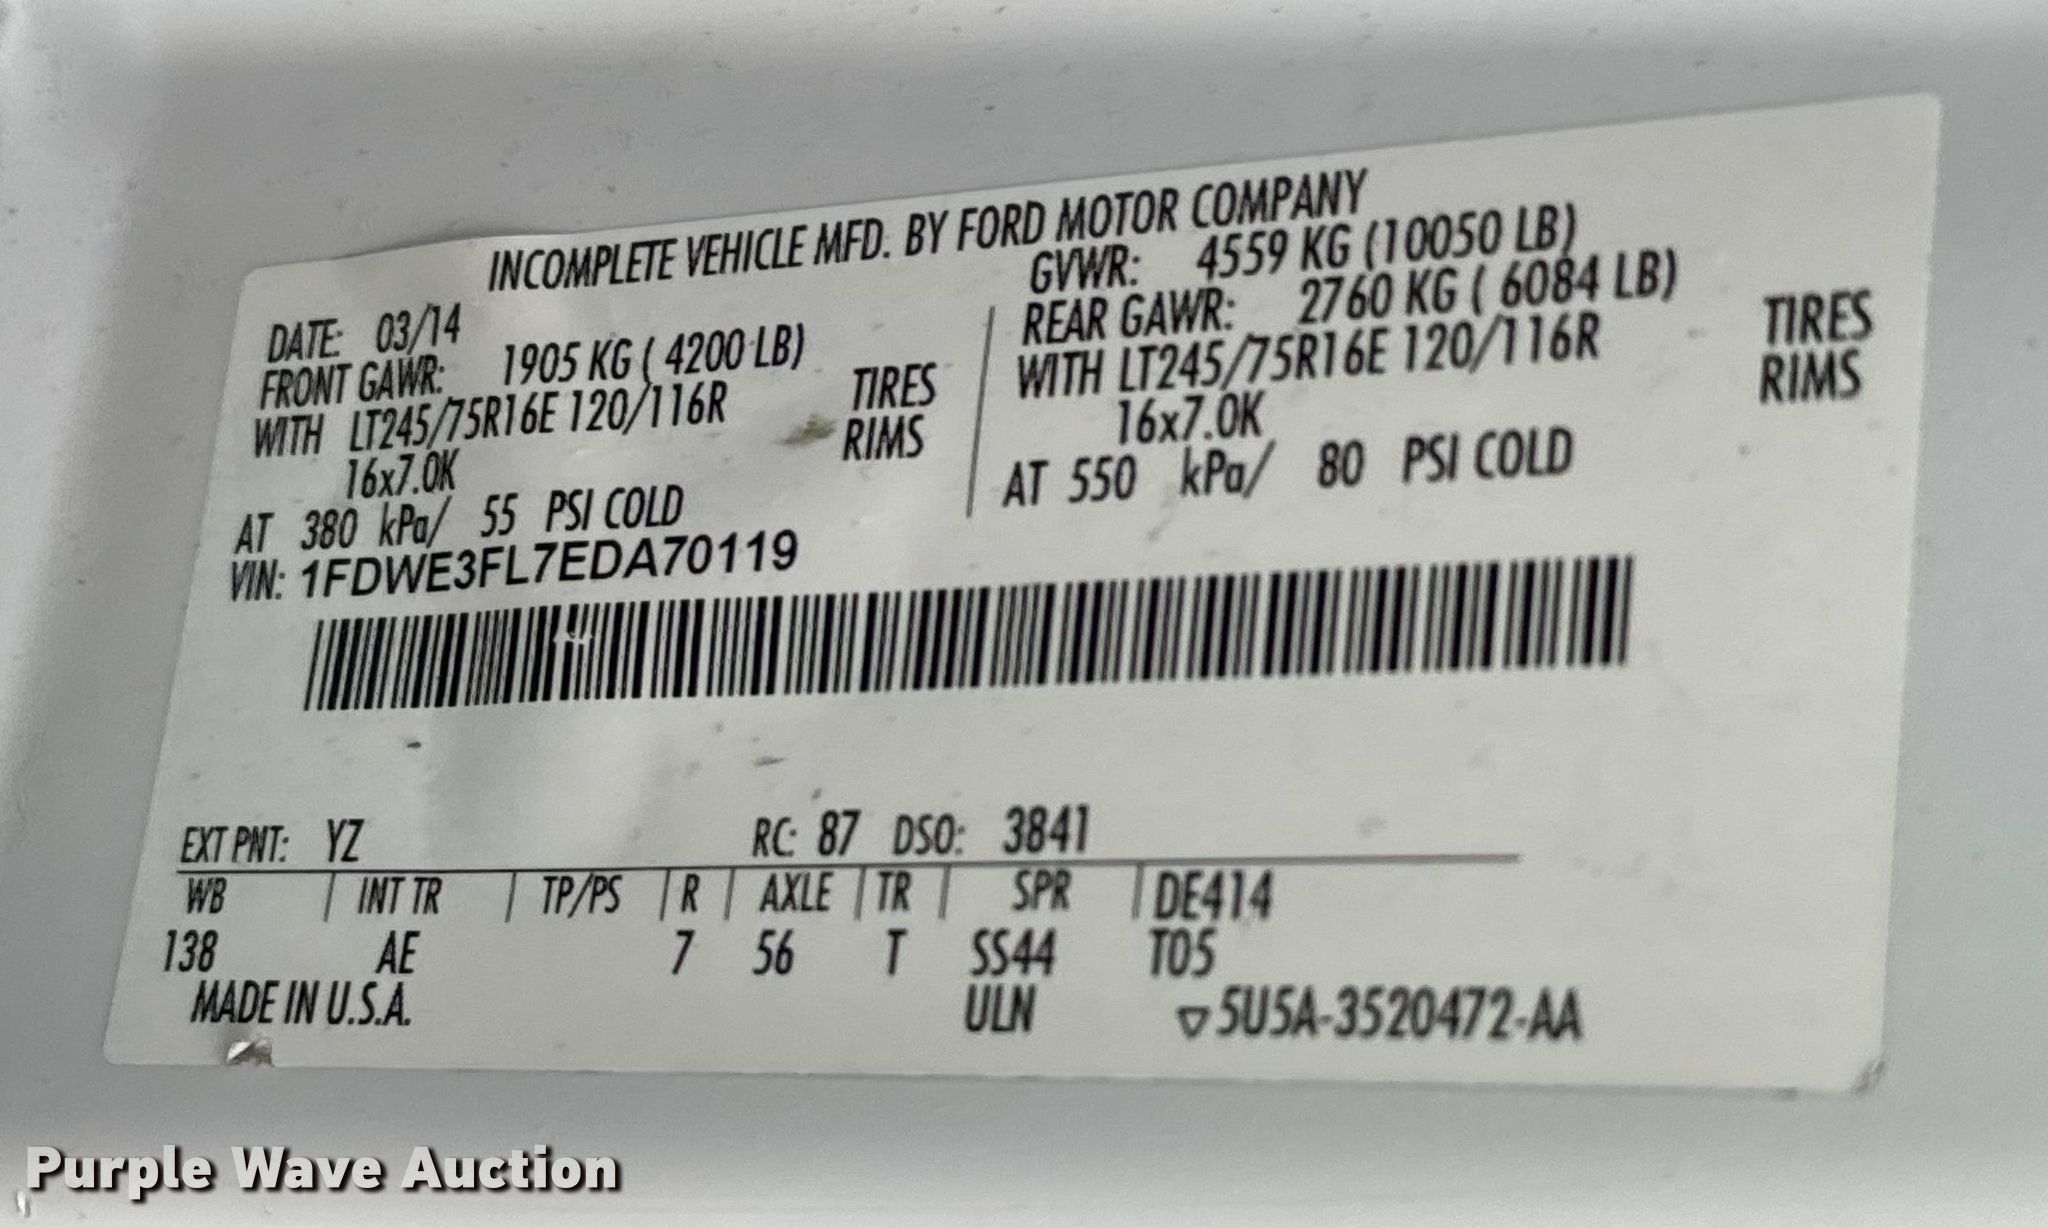 INCOMPLETE VEHICLE MFD. BY FORD MOTOR COMPANY
DATE: 03/14
GVWR: 4559 KG (10050 LB)
FRONT GAWR: 1905 KG ( 4200 LB)
REAR GAWR: 2760 KG ( 6084 LB)
WITH LT245/75R16E 120/116R TIRES
WITH LT245/75R16E 120/116R TIRES
16x7.0K RIMS
16x7.0K RIMS
AT 380 kPa/ 55 PSI COLD
AT 550 kPa/ 80 PSI COLD
VIN: 1FDWE3FL7EDA70119
EXT PNT: YZ RC: 87 DSO: 3841
WB | INT TR | TP/PS | R | AXLE | TR | SPR | DE414
138 AE 7 56 T SS44 T05
MADE IN U.S.A. ULN ▽5U5A-3520472-AA
Purple Wave Auction